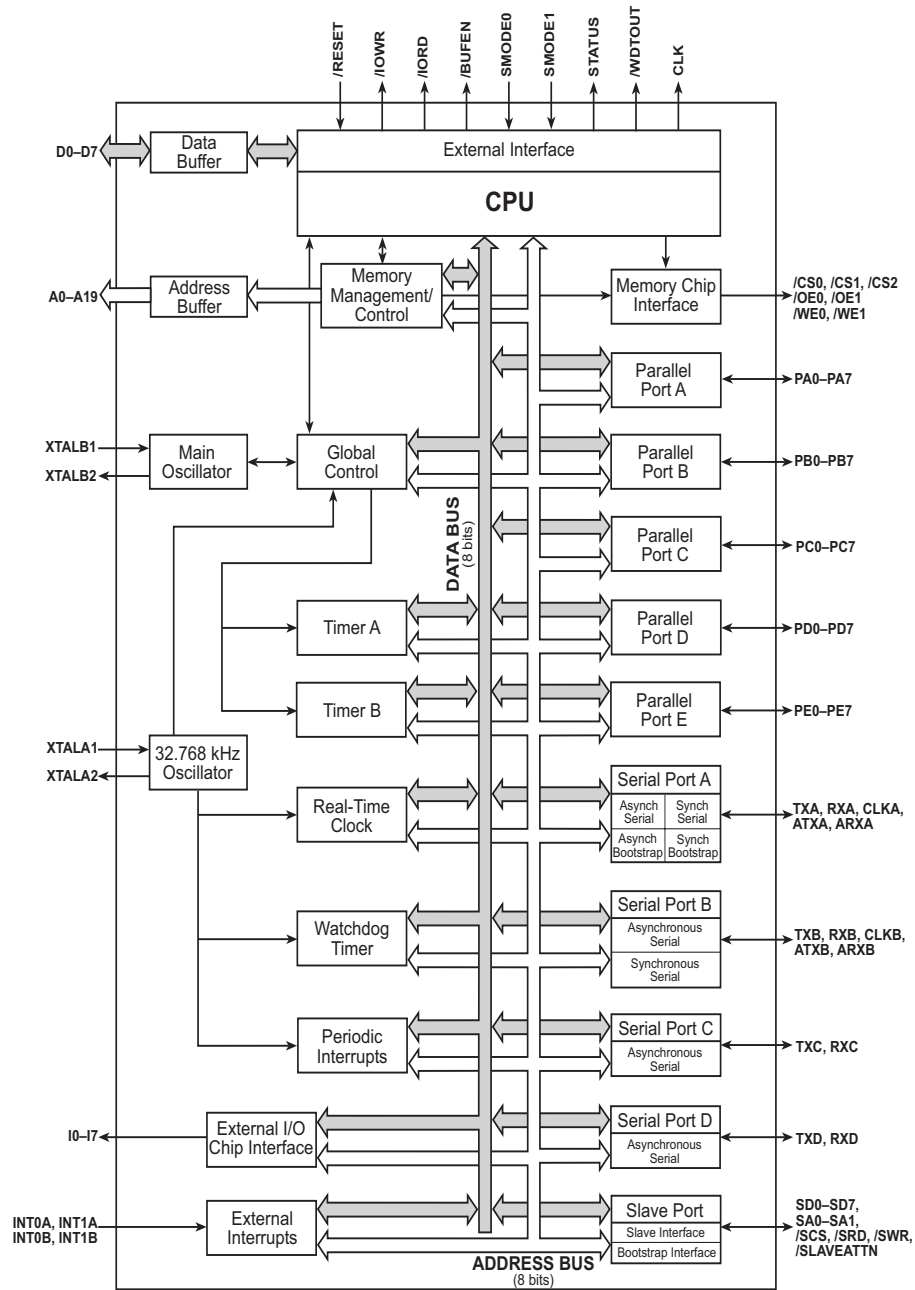 /RESET
/IOWR
/IORD
/BUFEN
SMODE0
SMODE1
STATUS
/WDTOUT
CLK
D0–D7
Data
Buffer
External Interface
CPU
A0–A19
Address
Buffer
Memory
Management/
Control
Memory Chip
Interface
/CS0, /CS1, /CS2
/OE0, /OE1
/WE0, /WE1
Parallel
Port A
PA0–PA7
XTALB1
XTALB2
Main
Oscillator
Global
Control
Parallel
Port B
PB0–PB7
DATA BUS
(8 bits)
Parallel
Port C
PC0–PC7
Timer A
Parallel
Port D
PD0–PD7
Timer B
Parallel
Port E
PE0–PE7
XTALA1
XTALA2
32.768 kHz
Oscillator
Real-Time
Clock
Serial Port A
Asynch
Serial
Synch
Serial
Asynch
Bootstrap
Synch
Bootstrap
TXA, RXA, CLKA,
ATXA, ARXA
Watchdog
Timer
Serial Port B
Asynchronous
Serial
Synchronous
Serial
TXB, RXB, CLKB,
ATXB, ARXB
Periodic
Interrupts
Serial Port C
Asynchronous
Serial
TXC, RXC
I0–I7
External I/O
Chip Interface
Serial Port D
Asynchronous
Serial
TXD, RXD
INT0A, INT1A
INT0B, INT1B
External
Interrupts
Slave Port
Slave Interface
Bootstrap Interface
SD0–SD7,
SA0–SA1,
/SCS, /SRD, /SWR,
/SLAVEATTN
ADDRESS BUS
(8 bits)